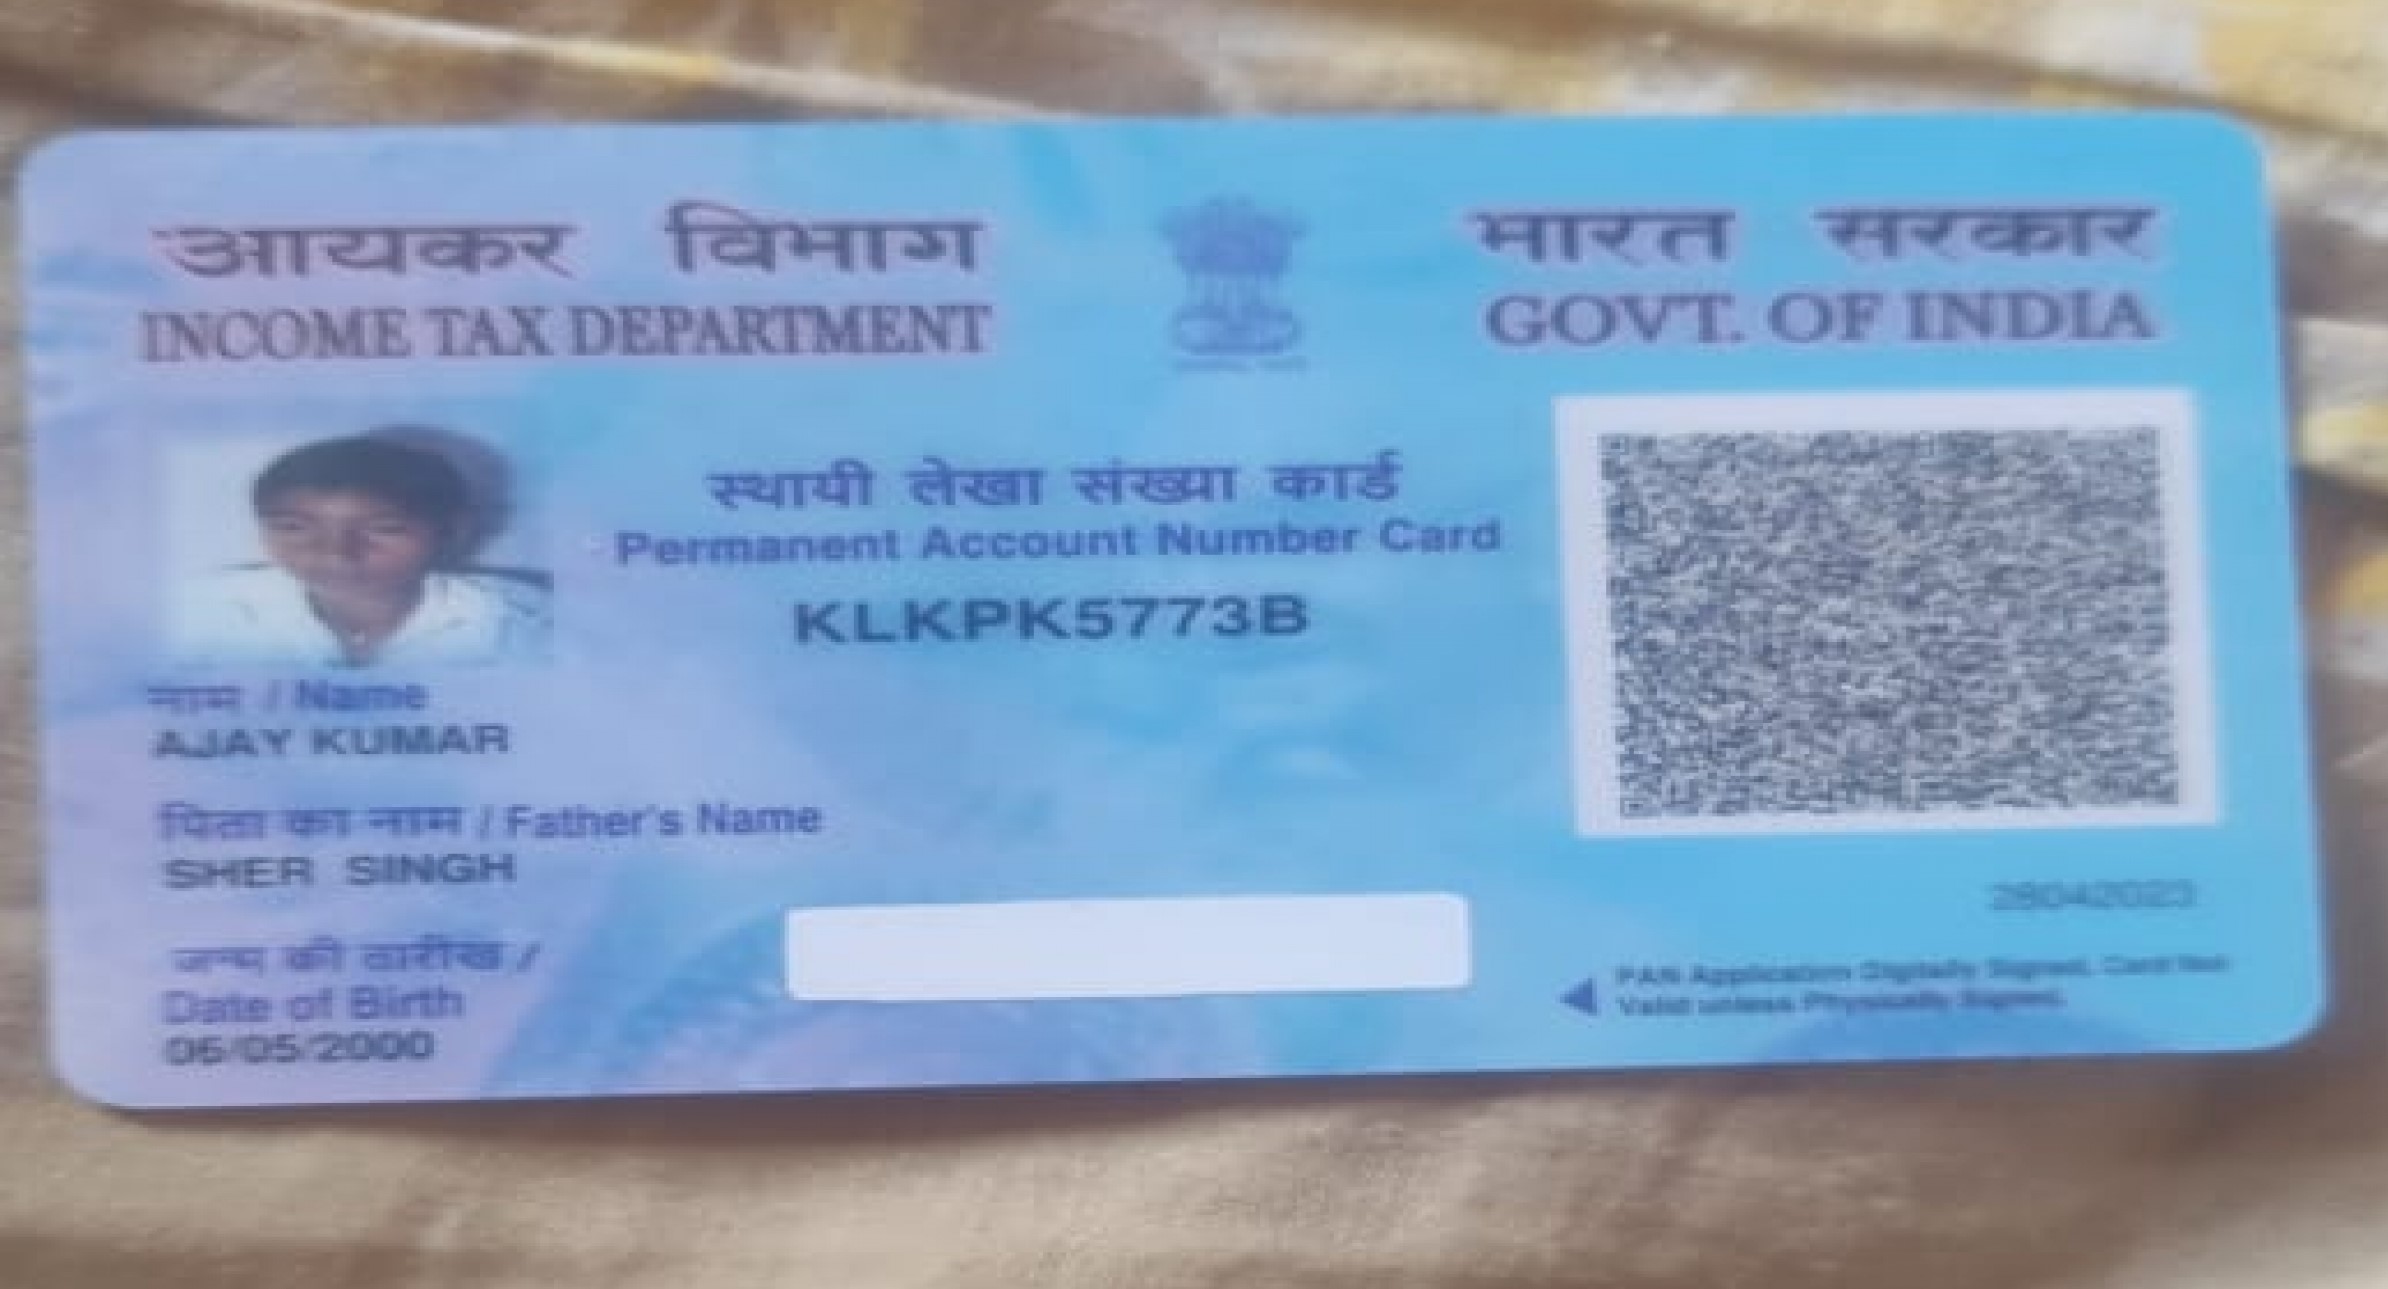 आयकर विभाग
INCOME TAX DEPARTMENT
भारत सरकार
GOVT. OF INDIA
स्थायी लेखा संख्या कार्ड
Permanent Account Number Card
KLKPK5773B
नाम / Name
AJAY KUMAR
पिता का नाम / Father's Name
SHER SINGH
जन्म की तारीख /
Date of Birth
06/05/2000
28042023
PAN Application Digitally Signed, Card Not
Valid unless Physically Signed.